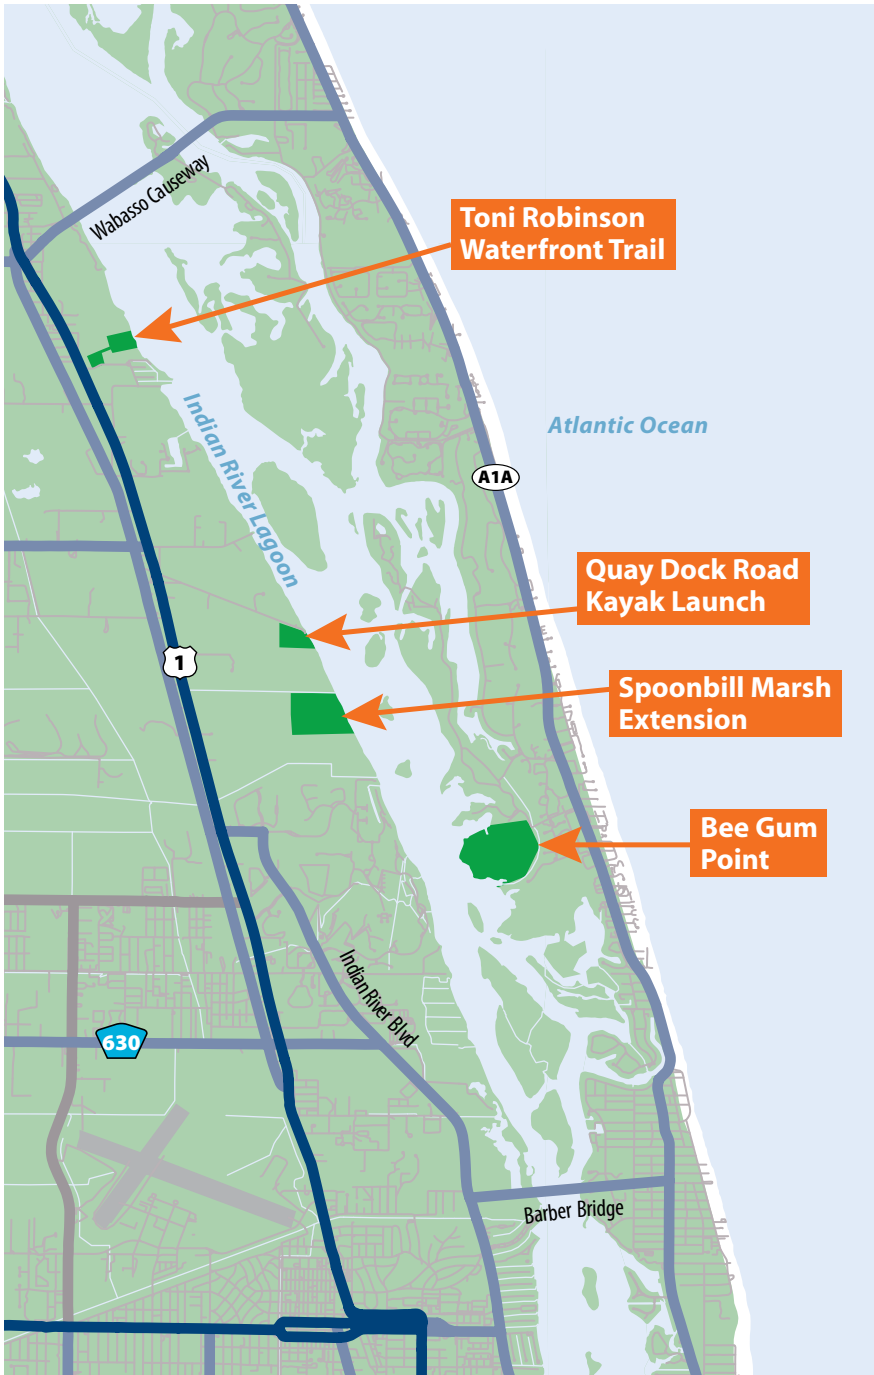 Wabasso Causeway
Toni Robinson
Waterfront Trail
Indian River Lagoon
Atlantic Ocean
A1A
Quay Dock Road
Kayak Launch
1
Spoonbill Marsh
Extension
Bee Gum
Point
Indian River Blvd
630
Barber Bridge